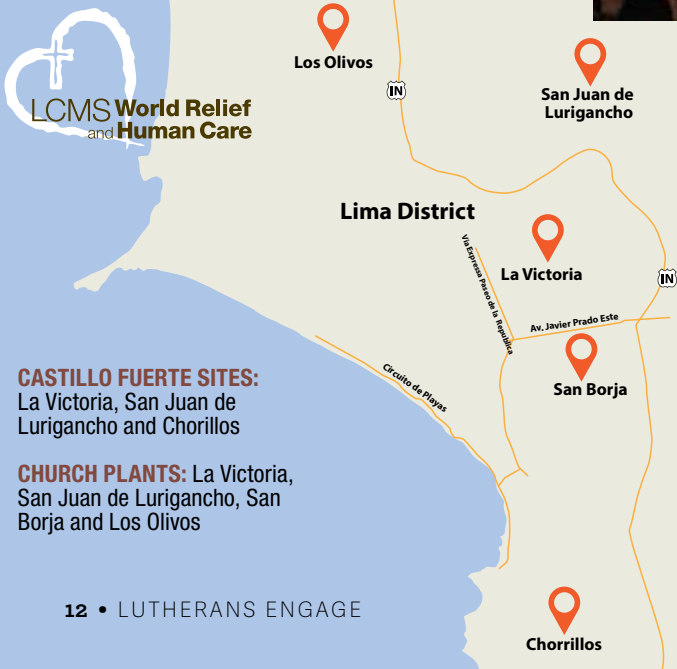 Los Olivos
IN
San Juan de
Lurigancho
LCMS World Relief
and Human Care
Lima District
La Victoria
IN
Vía Expressa Paseo de la Republica
Av. Javier Prado Este
San Borja
Circuito de Playas
CASTILLO FUERTE SITES:
La Victoria, San Juan de
Lurigancho and Chorillos
CHURCH PLANTS: La Victoria,
San Juan de Lurigancho, San
Borja and Los Olivos
12 • LUTHERANS ENGAGE
Chorrillos